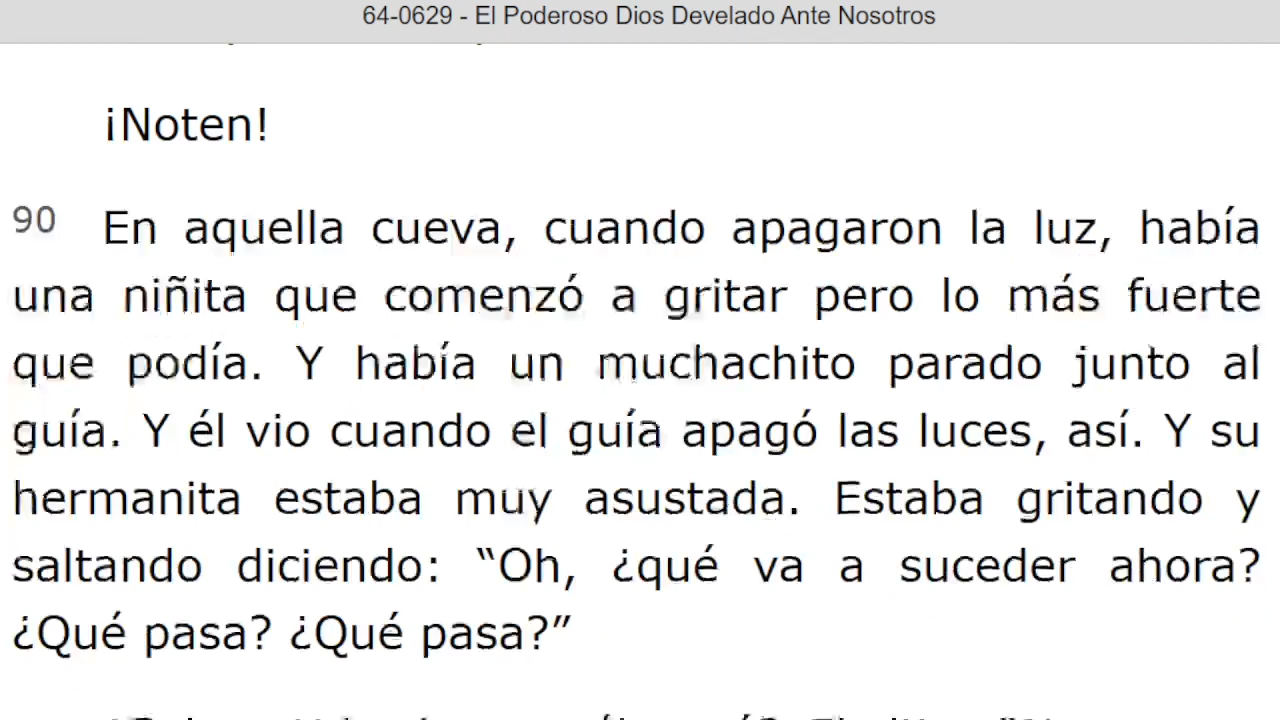 64-0629 - El Poderoso Dios Develado Ante Nosotros
¡Noten!
90 En aquella cueva, cuando apagaron la luz, había
una niñita que comenzó a gritar pero lo más fuerte
que podía. Y había un muchachito parado junto al
guía. Y él vio cuando el guía apagó las luces, así. Y su
hermanita estaba muy asustada. Estaba gritando y
saltando diciendo: “Oh, ¿qué va a suceder ahora?
¿Qué pasa? ¿Qué pasa?”